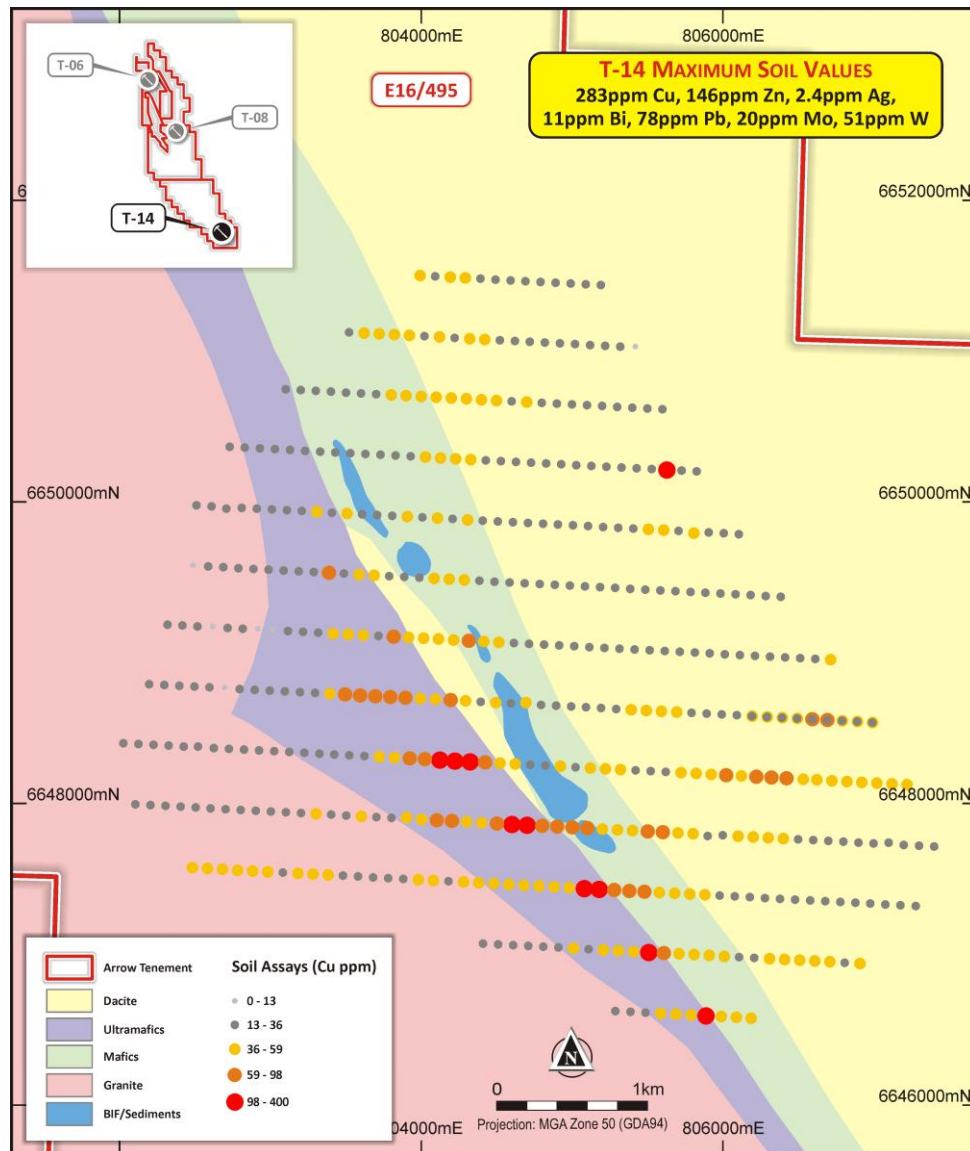 804000mE
806000mE
T-06
T-08
T-14
E16/495
T-14 MAXIMUM SOIL VALUES
283ppm Cu, 146ppm Zn, 2.4ppm Ag,
11ppm Bi, 78ppm Pb, 20ppm Mo, 51ppm W
6652000mN
6650000mN
6650000mN
6648000mN
6648000mN
Arrow Tenement
Dacite
Ultramafics
Mafics
Granite
BIF/Sediments
Soil Assays (Cu ppm)
0 - 13
13 - 36
36 - 59
59 - 98
98 - 400
N
0
1km
Projection: MGA Zone 50 (GDA94)
6646000mN
804000mE
806000mE